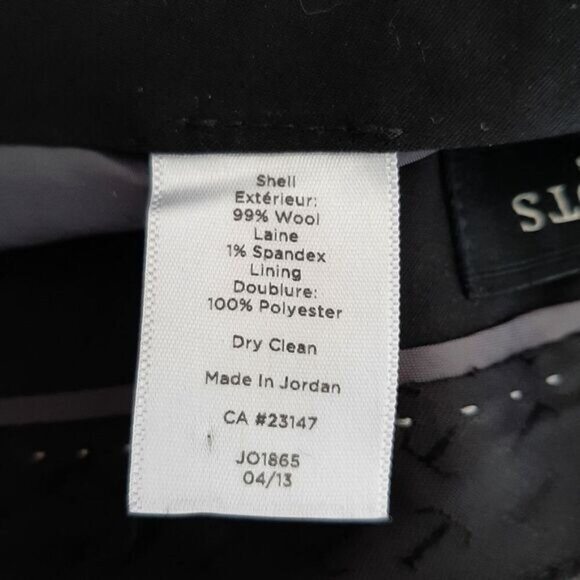 Shell
Extérieur:
99% Wool
Laine
1% Spandex
Lining
Doublure:
100% Polyester
Dry Clean
Made In Jordan
CA #23147
JO1865
04/13
STS